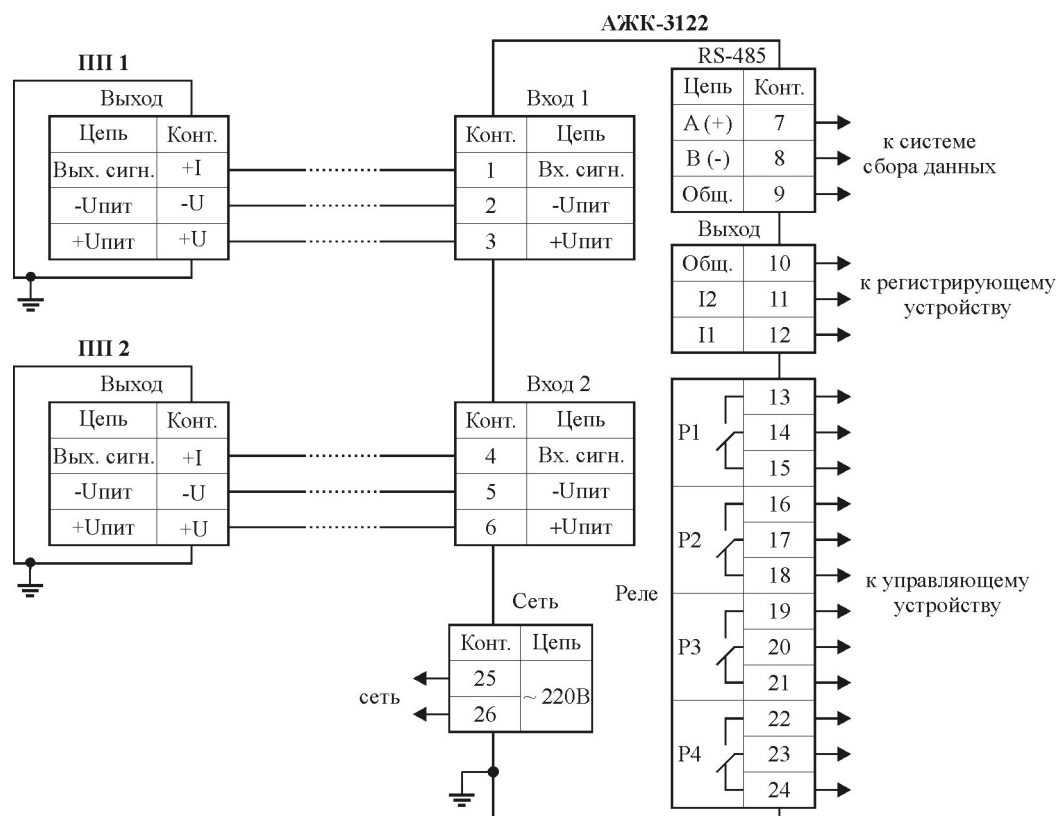 АЖК-3122
ПП 1
Выход
Цепь Конт.
Вых. сигн. +I
-Uпит -U
+Uпит +U
Вход 1
Конт. Цепь
1 Вх. сигн.
2 -Uпит
3 +Uпит
RS-485
Цепь Конт.
A (+) 7
B (-) 8
Общ. 9
к системе
сбора данных
Выход
Общ. 10
I2 11
I1 12
к регистрирующему
устройству
ПП 2
Выход
Цепь Конт.
Вых. сигн. +I
-Uпит -U
+Uпит +U
Вход 2
Конт. Цепь
4 Вх. сигн.
5 -Uпит
6 +Uпит
Сеть
Конт. Цепь
25
26
~ 220В
сеть
Реле
P1
13
14
15
P2
16
17
18
P3
19
20
21
P4
22
23
24
к управляющему
устройству